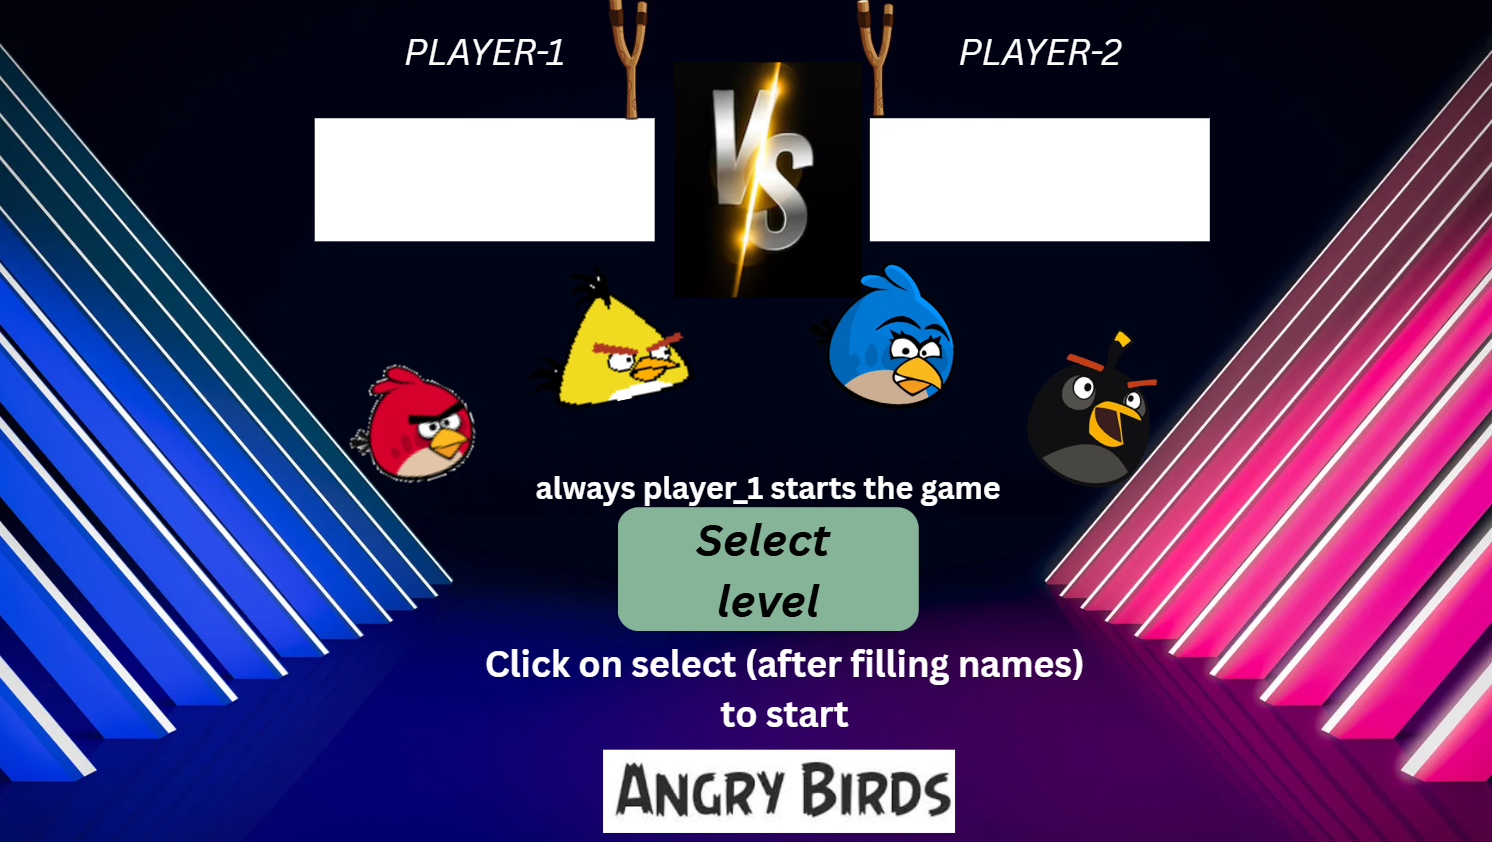 PLAYER-1
PLAYER-2
VS
always player_1 starts the game
Select
level
Click on select (after filling names)
to start
ANGRY BIRDS